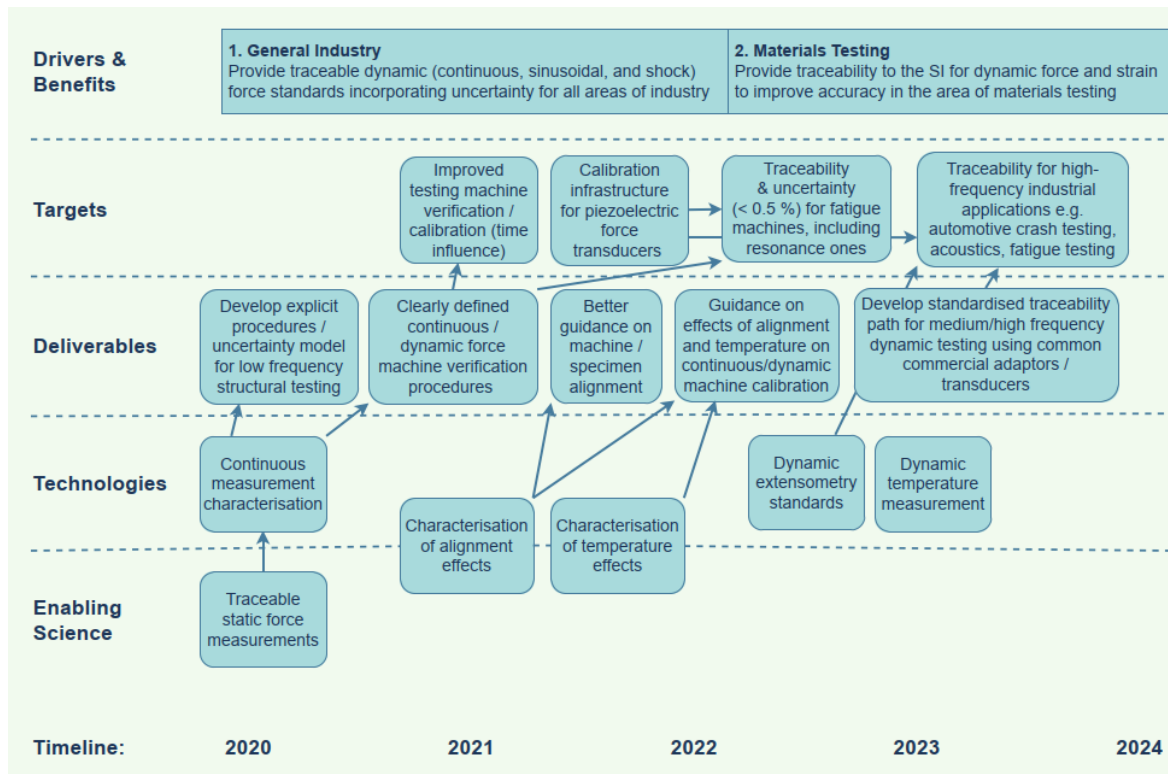 Drivers &
Benefits
1. General Industry
Provide traceable dynamic (continuous, sinusoidal, and shock)
force standards incorporating uncertainty for all areas of industry
2. Materials Testing
Provide traceability to the SI for dynamic force and strain
to improve accuracy in the area of materials testing
Targets
Improved
testing machine
verification /
calibration (time
influence)
Calibration
infrastructure
for piezoelectric
force
transducers
Traceability
& uncertainty
(< 0.5 %) for fatigue
machines, including
resonance ones
Traceability for high-
frequency industrial
applications e.g.
automotive crash testing,
acoustics, fatigue testing
Deliverables
Develop explicit
procedures /
uncertainty model
for low frequency
structural testing
Clearly defined
continuous /
dynamic force
machine verification
procedures
Better
guidance on
machine /
specimen
alignment
Guidance on
effects of alignment
and temperature on
continuous/dynamic
machine calibration
Develop standardised traceability
path for medium/high frequency
dynamic testing using common
commercial adaptors /
transducers
Technologies
Continuous
measurement
characterisation
Characterisation
of alignment
effects
Characterisation
of temperature
effects
Dynamic
extensometry
standards
Dynamic
temperature
measurement
Enabling
Science
Traceable
static force
measurements
Timeline:
2020
2021
2022
2023
2024